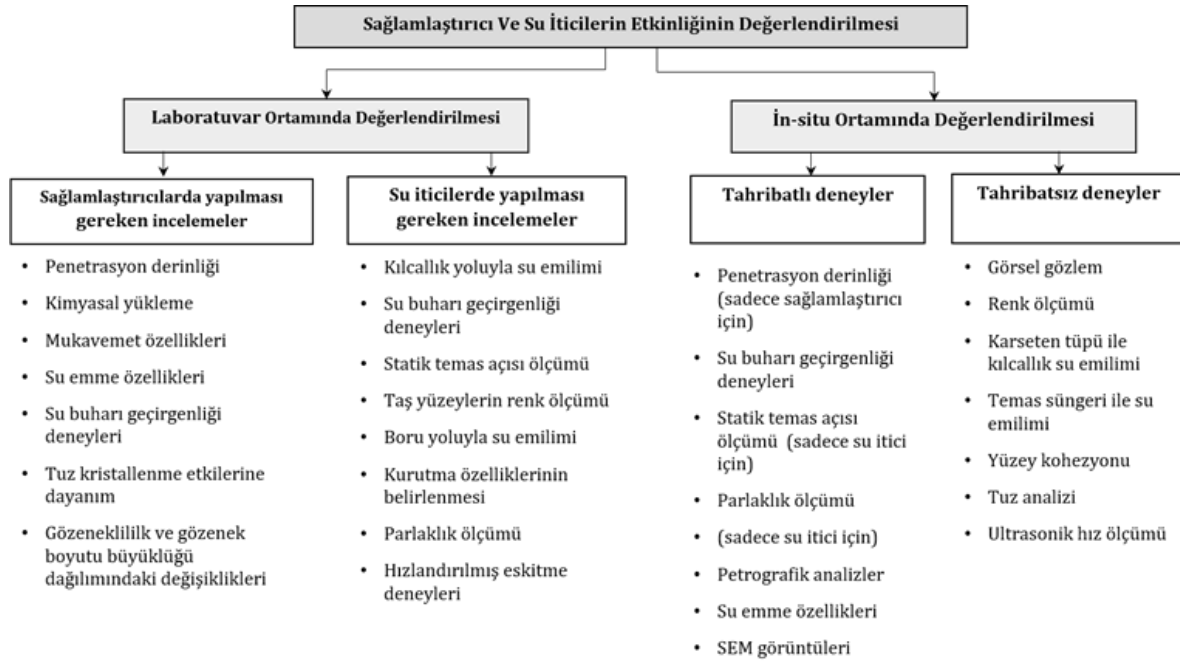 Sağlamlaştırıcı Ve Su İticilerin Etkinliğinin Değerlendirilmesi
Laboratuvar Ortamında Değerlendirilmesi
İn-situ Ortamında Değerlendirilmesi
Sağlamlaştırıcılarda yapılması
gereken incelemeler
Su iticilerde yapılması
gereken incelemeler
Tahribatlı deneyler
Tahribatsız deneyler
• Penetrasyon derinliği
• Kimyasal yükleme
• Mukavemet özellikleri
• Su emme özellikleri
• Su buharı geçirgenliği
deneyleri
• Tuz kristallenme etkilerine
dayanım
• Gözeneklililk ve gözenek
boyutu büyüklüğü
dağılımındaki değişiklikleri
• Kılcallık yoluyla su emilimi
• Su buharı geçirgenliği
deneyleri
• Statik temas açısı ölçümü
• Taş yüzeylerin renk ölçümü
• Boru yoluyla su emilimi
• Kurutma özelliklerinin
belirlenmesi
• Parlaklık ölçümü
• Hızlandırılmış eskitme
deneyleri
• Penetrasyon derinliği
(sadece sağlamlaştırıcı
için)
• Su buharı geçirgenliği
deneyleri
• Statik temas açısı
ölçümü (sadece su itici
için)
• Parlaklık ölçümü
• (sadece su itici için)
• Petrografik analizler
• Su emme özellikleri
• SEM görüntüleri
• Görsel gözlem
• Renk ölçümü
• Karseten tüpü ile
kılcallık su emilimi
• Temas süngeri ile su
emilimi
• Yüzey kohezyonu
• Tuz analizi
• Ultrasonik hız ölçümü